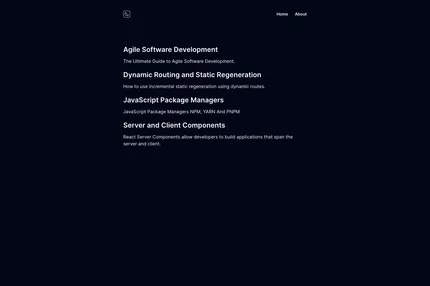 Home About
Agile Software Development
The Ultimate Guide to Agile Software Development.
Dynamic Routing and Static Regeneration
How to use incremental static regeneration using dynamic routes.
JavaScript Package Managers
JavaScript Package Managers NPM, YARN And PNPM
Server and Client Components
React Server Components allow developers to build applications that span the
server and client.